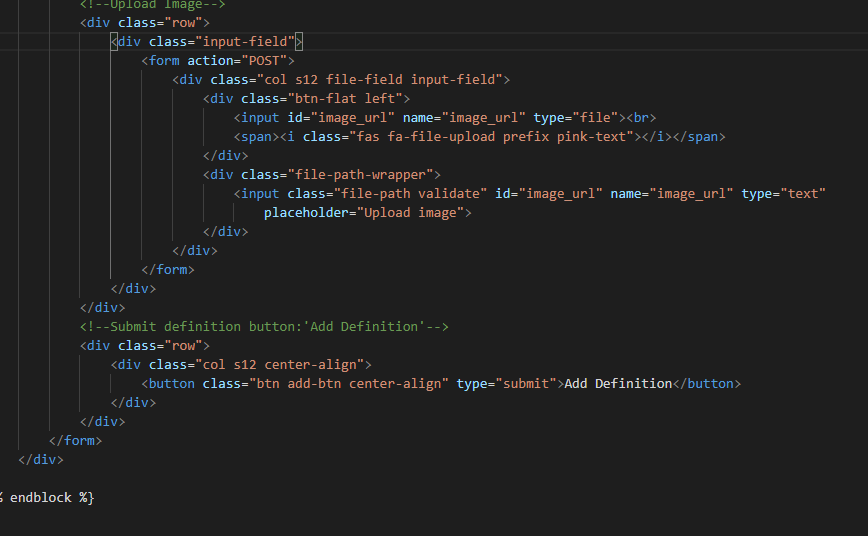 <!--Upload Image-->
<div class="row">
<div class="input-field">
<form action="POST">
<div class="col s12 file-field input-field">
<div class="btn-flat left">
<input id="image_url" name="image_url" type="file"><br>
<span><i class="fas fa-file-upload prefix pink-text"></i></span>
</div>
<div class="file-path-wrapper">
<input class="file-path validate" id="image_url" name="image_url" type="text"
placeholder="Upload image">
</div>
</div>
</form>
</div>
</div>
<!--Submit definition button:'Add Definition'-->
<div class="row">
<div class="col s12 center-align">
<button class="btn add-btn center-align" type="submit">Add Definition</button>
</div>
</div>
</form>
</div>
% endblock %}